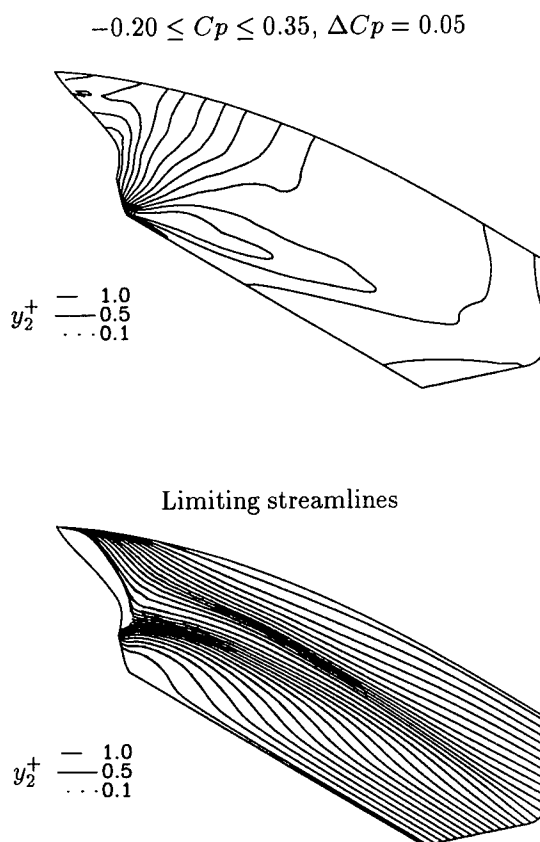 −0.20 ≤ Cp ≤ 0.35, ΔCp = 0.05
— 1.0
y₂⁺ —0.5
· · · 0.1
Limiting streamlines
— 1.0
y₂⁺ —0.5
· · · 0.1